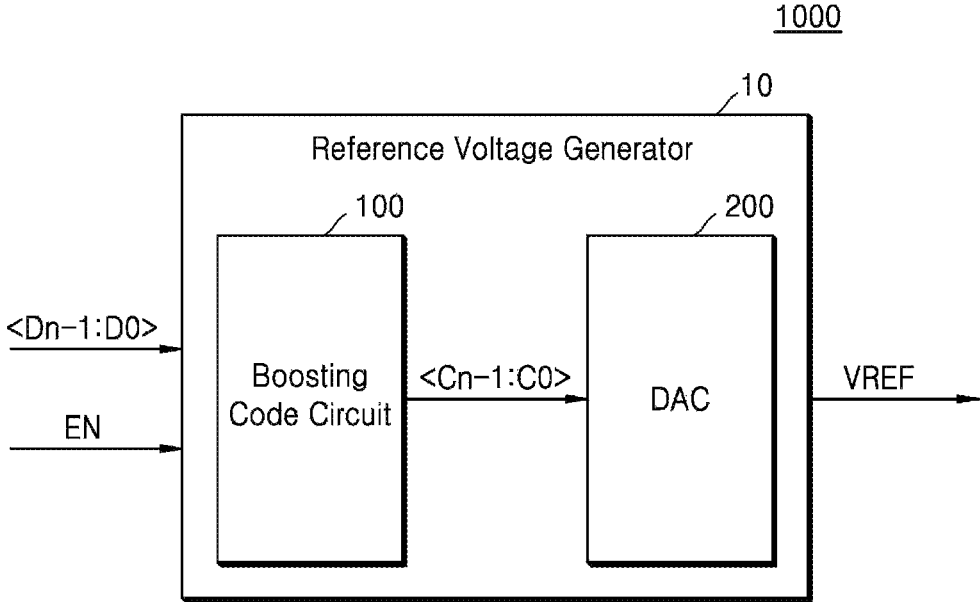 1000
10
Reference Voltage Generator
100
200
<Dn-1:D0>
EN
Boosting
Code Circuit
<Cn-1:C0>
DAC
VREF